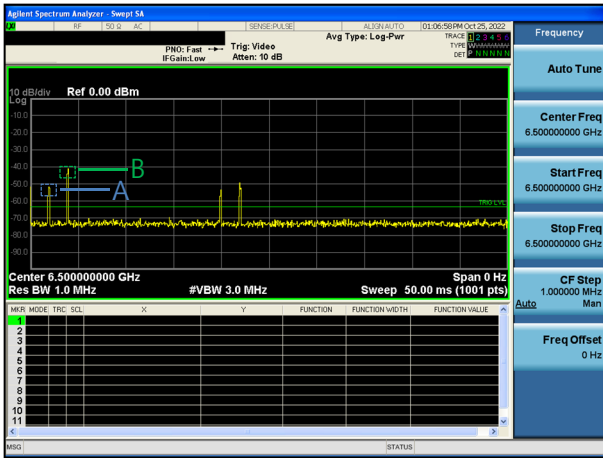 Agilent Spectrum Analyzer - Swept SA
RF 50 Ω AC SENSE:PULSE ALIGN AUTO 01:06:58 PM Oct 25, 2022
Avg Type: Log-Pwr
TRACE 1 2 3 4 5 6
TYPE W
DET P N N N N N
PNO: Fast
IFGain:Low
Trig: Video
Atten: 10 dB
10 dB/div Ref 0.00 dBm
Log
-10.0
-20.0
-30.0
-40.0
-50.0
-60.0
-70.0
-80.0
-90.0
B
A
TRIG LVL
Center 6.500000000 GHz Span 0 Hz
Res BW 1.0 MHz #VBW 3.0 MHz Sweep 50.00 ms (1001 pts)
MKR MODE TRC SCL X Y FUNCTION FUNCTION WIDTH FUNCTION VALUE
1
2
3
4
5
6
7
8
9
10
11
MSG STATUS
Frequency
Auto Tune
Center Freq
6.500000000 GHz
Start Freq
6.500000000 GHz
Stop Freq
6.500000000 GHz
CF Step
1.000000 MHz
Auto Man
Freq Offset
0 Hz